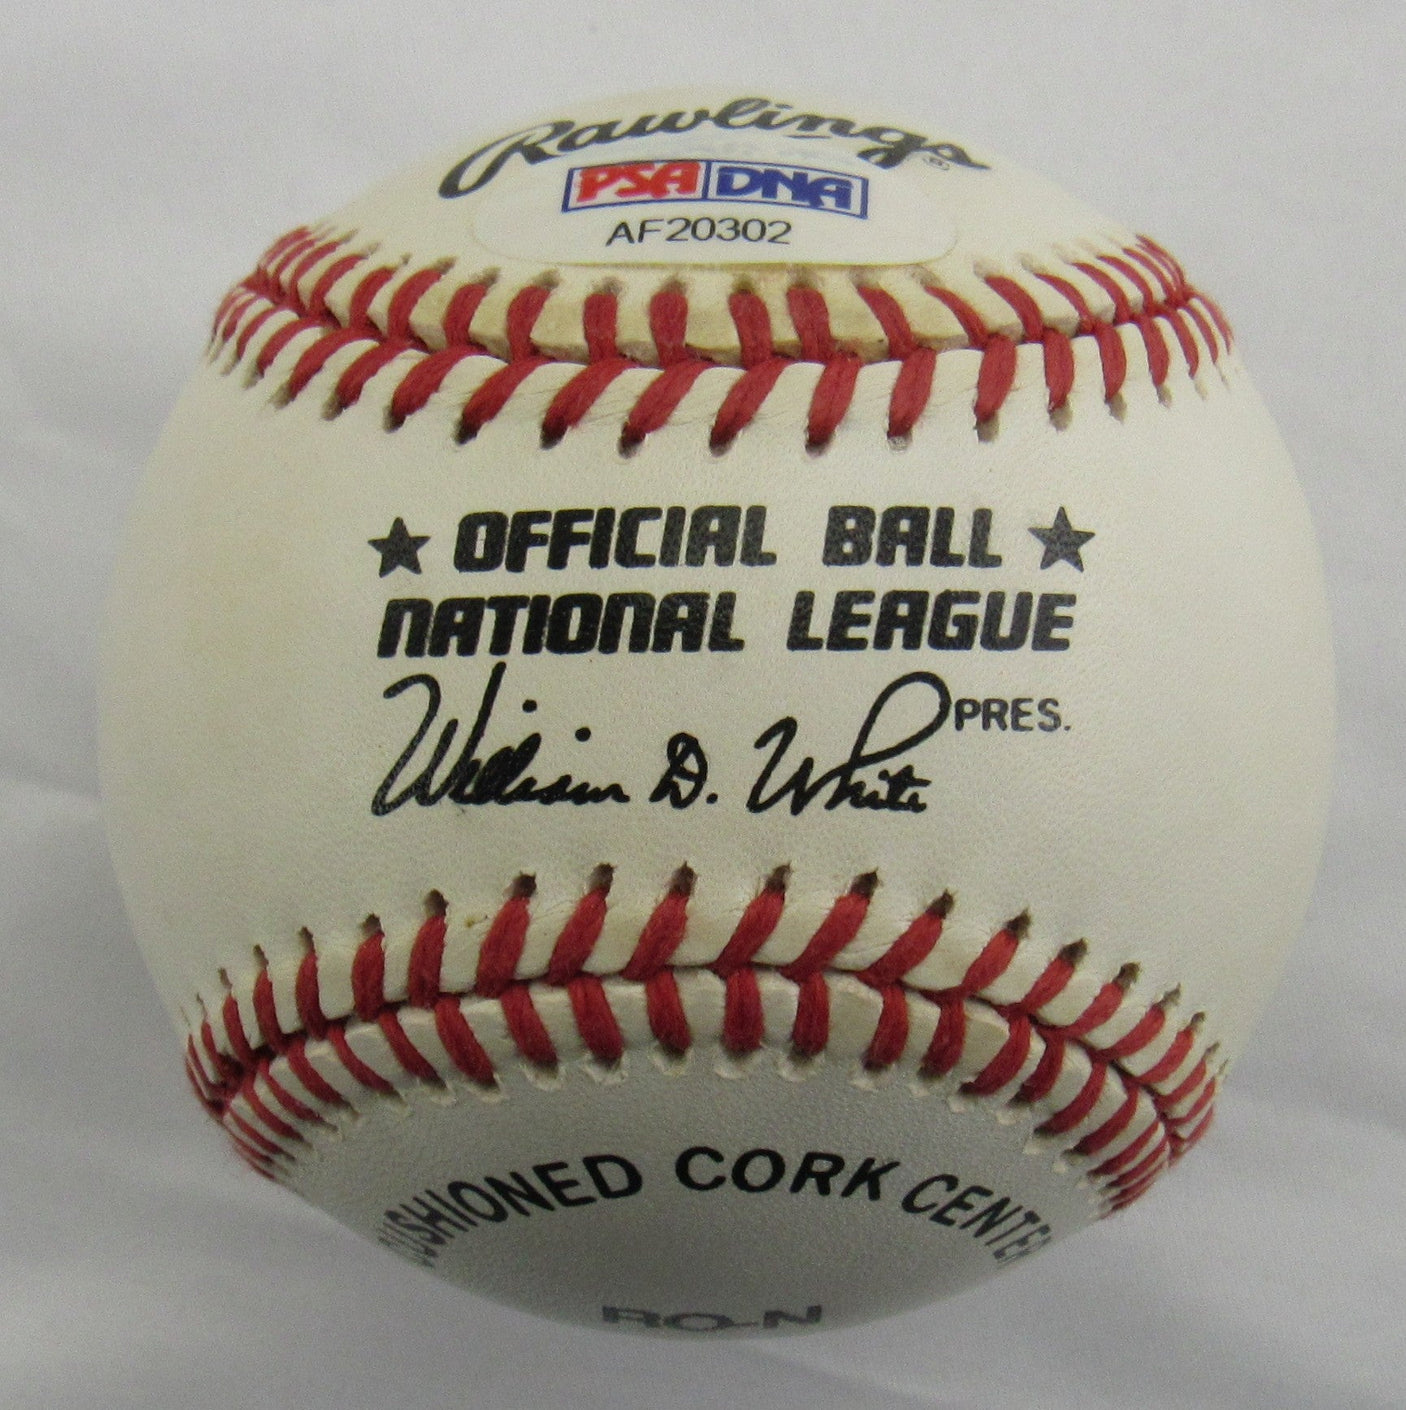 Rawlings®
PSA DNA
AF20302
★ OFFICIAL BALL ★
NATIONAL LEAGUE
William D. White PRES.
CUSHIONED CORK CENTER
RO-N